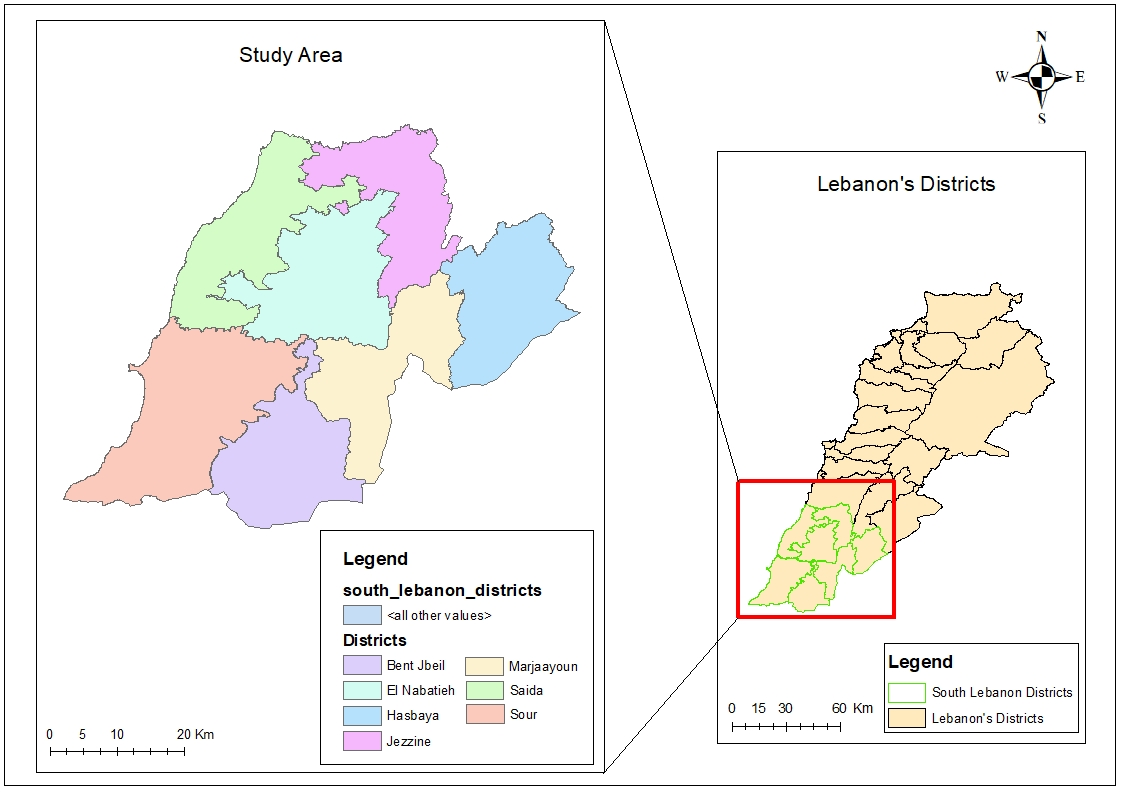 Study Area
N
W E
S
Lebanon's Districts
Legend
south_lebanon_districts
<all other values>
Districts
Bent Jbeil Marjaayoun
El Nabatieh Saida
Hasbaya Sour
Jezzine
0 5 10 20 Km
Legend
South Lebanon Districts
Lebanon's Districts
0 15 30 60 Km